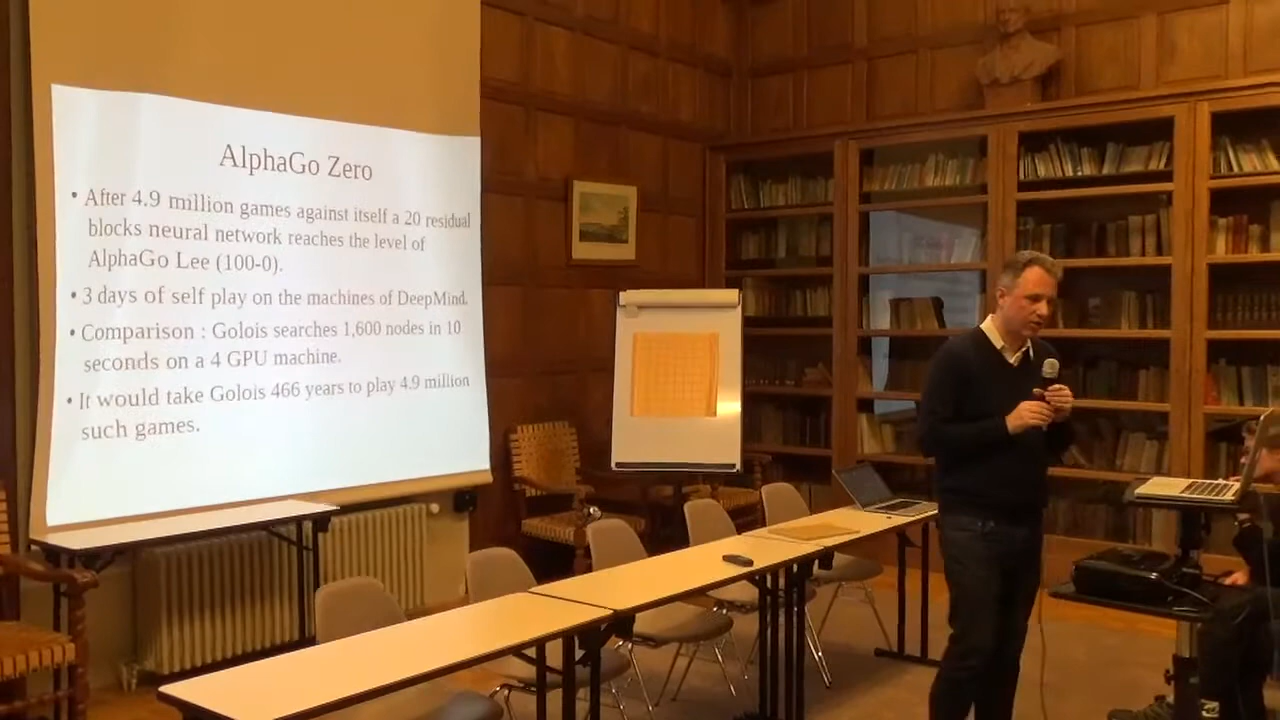 AlphaGo Zero
• After 4.9 million games against itself a 20 residual
blocks neural network reaches the level of
AlphaGo Lee (100-0).
• 3 days of self play on the machines of DeepMind.
• Comparison : Golois searches 1,600 nodes in 10
seconds on a 4 GPU machine.
• It would take Golois 466 years to play 4.9 million
such games.